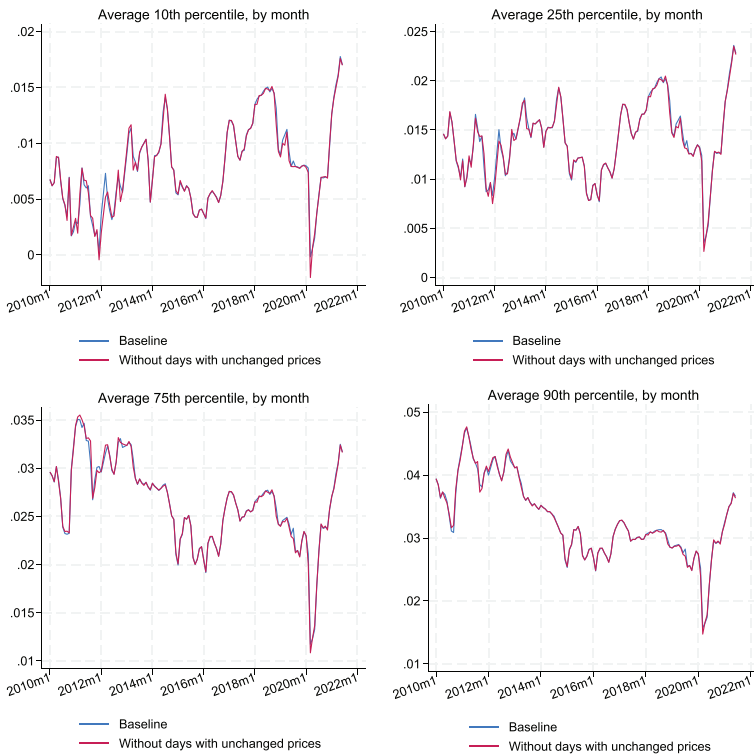 Average 10th percentile, by month
.02
.015
.01
.005
0
2010m1
2012m1
2014m1
2016m1
2018m1
2020m1
2022m1
Baseline
Without days with unchanged prices
Average 25th percentile, by month
.025
.02
.015
.01
.005
0
2010m1
2012m1
2014m1
2016m1
2018m1
2020m1
2022m1
Baseline
Without days with unchanged prices
Average 75th percentile, by month
.035
.03
.025
.02
.015
.01
2010m1
2012m1
2014m1
2016m1
2018m1
2020m1
2022m1
Baseline
Without days with unchanged prices
Average 90th percentile, by month
.05
.04
.03
.02
.01
2010m1
2012m1
2014m1
2016m1
2018m1
2020m1
2022m1
Baseline
Without days with unchanged prices